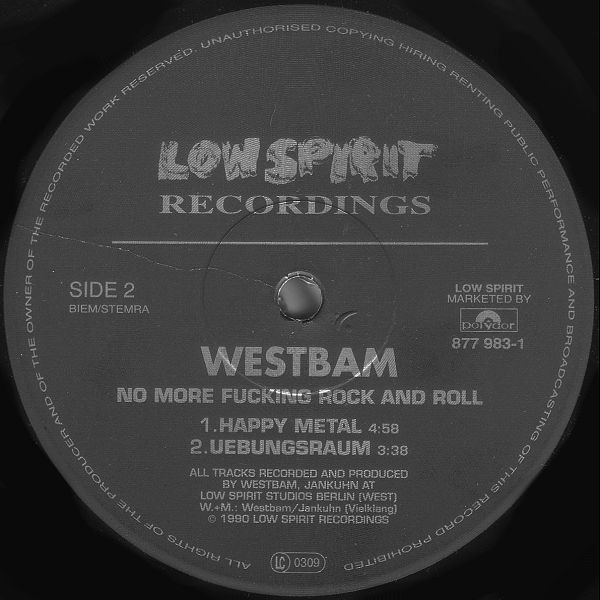 ALL RIGHTS OF THE PRODUCER AND OF THE OWNER OF THE RECORDED WORK RESERVED. UNAUTHORISED COPYING HIRING RENTING PUBLIC PERFORMANCE AND BROADCASTING OF THIS RECORD PROHIBITED
LOW SPIRIT
RECORDINGS
SIDE 2
BIEM/STEMRA
LOW SPIRIT
MARKETED BY
polydor
877 983-1
WESTBAM
NO MORE FUCKING ROCK AND ROLL
1.HAPPY METAL 4:58
2.UEBUNGSRAUM 3:38
ALL TRACKS RECORDED AND PRODUCED
BY WESTBAM, JANKUHN AT
LOW SPIRIT STUDIOS BERLIN (WEST)
W.+M.: Westbam/Jankuhn (Vielklang)
© 1990 LOW SPIRIT RECORDINGS
LC 0309